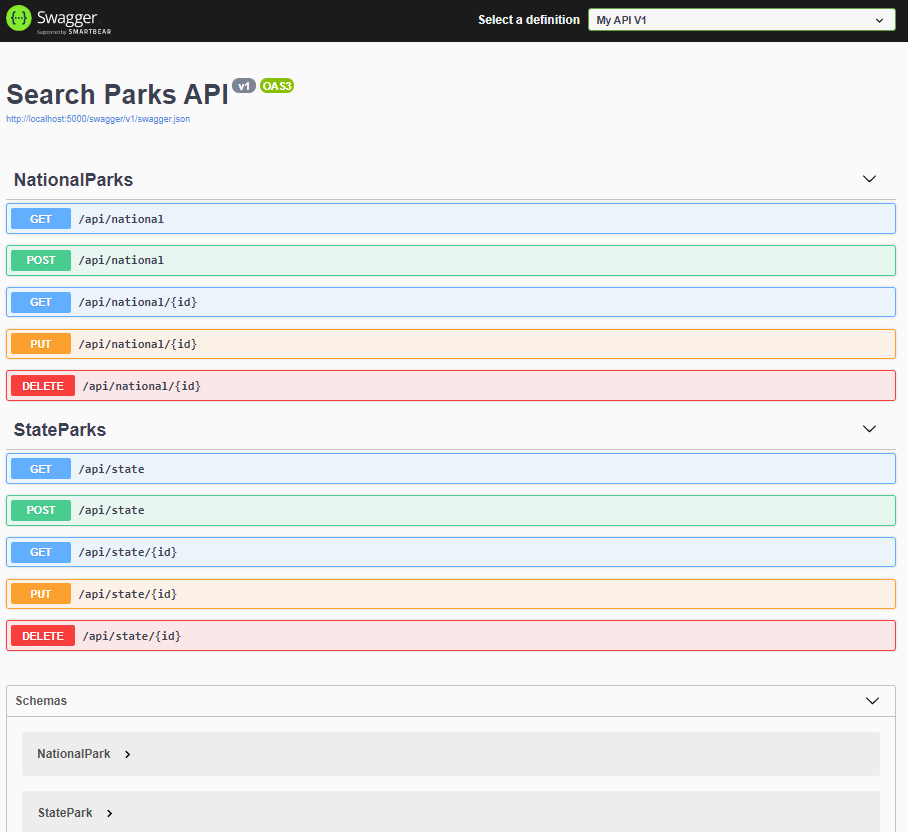 {···} Swagger.
Supported by SMARTBEAR
Select a definition
My API V1
Search Parks API v1 OAS3
http://localhost:5000/swagger/v1/swagger.json
NationalParks
GET /api/national
POST /api/national
GET /api/national/{id}
PUT /api/national/{id}
DELETE /api/national/{id}
StateParks
GET /api/state
POST /api/state
GET /api/state/{id}
PUT /api/state/{id}
DELETE /api/state/{id}
Schemas
NationalPark
StatePark